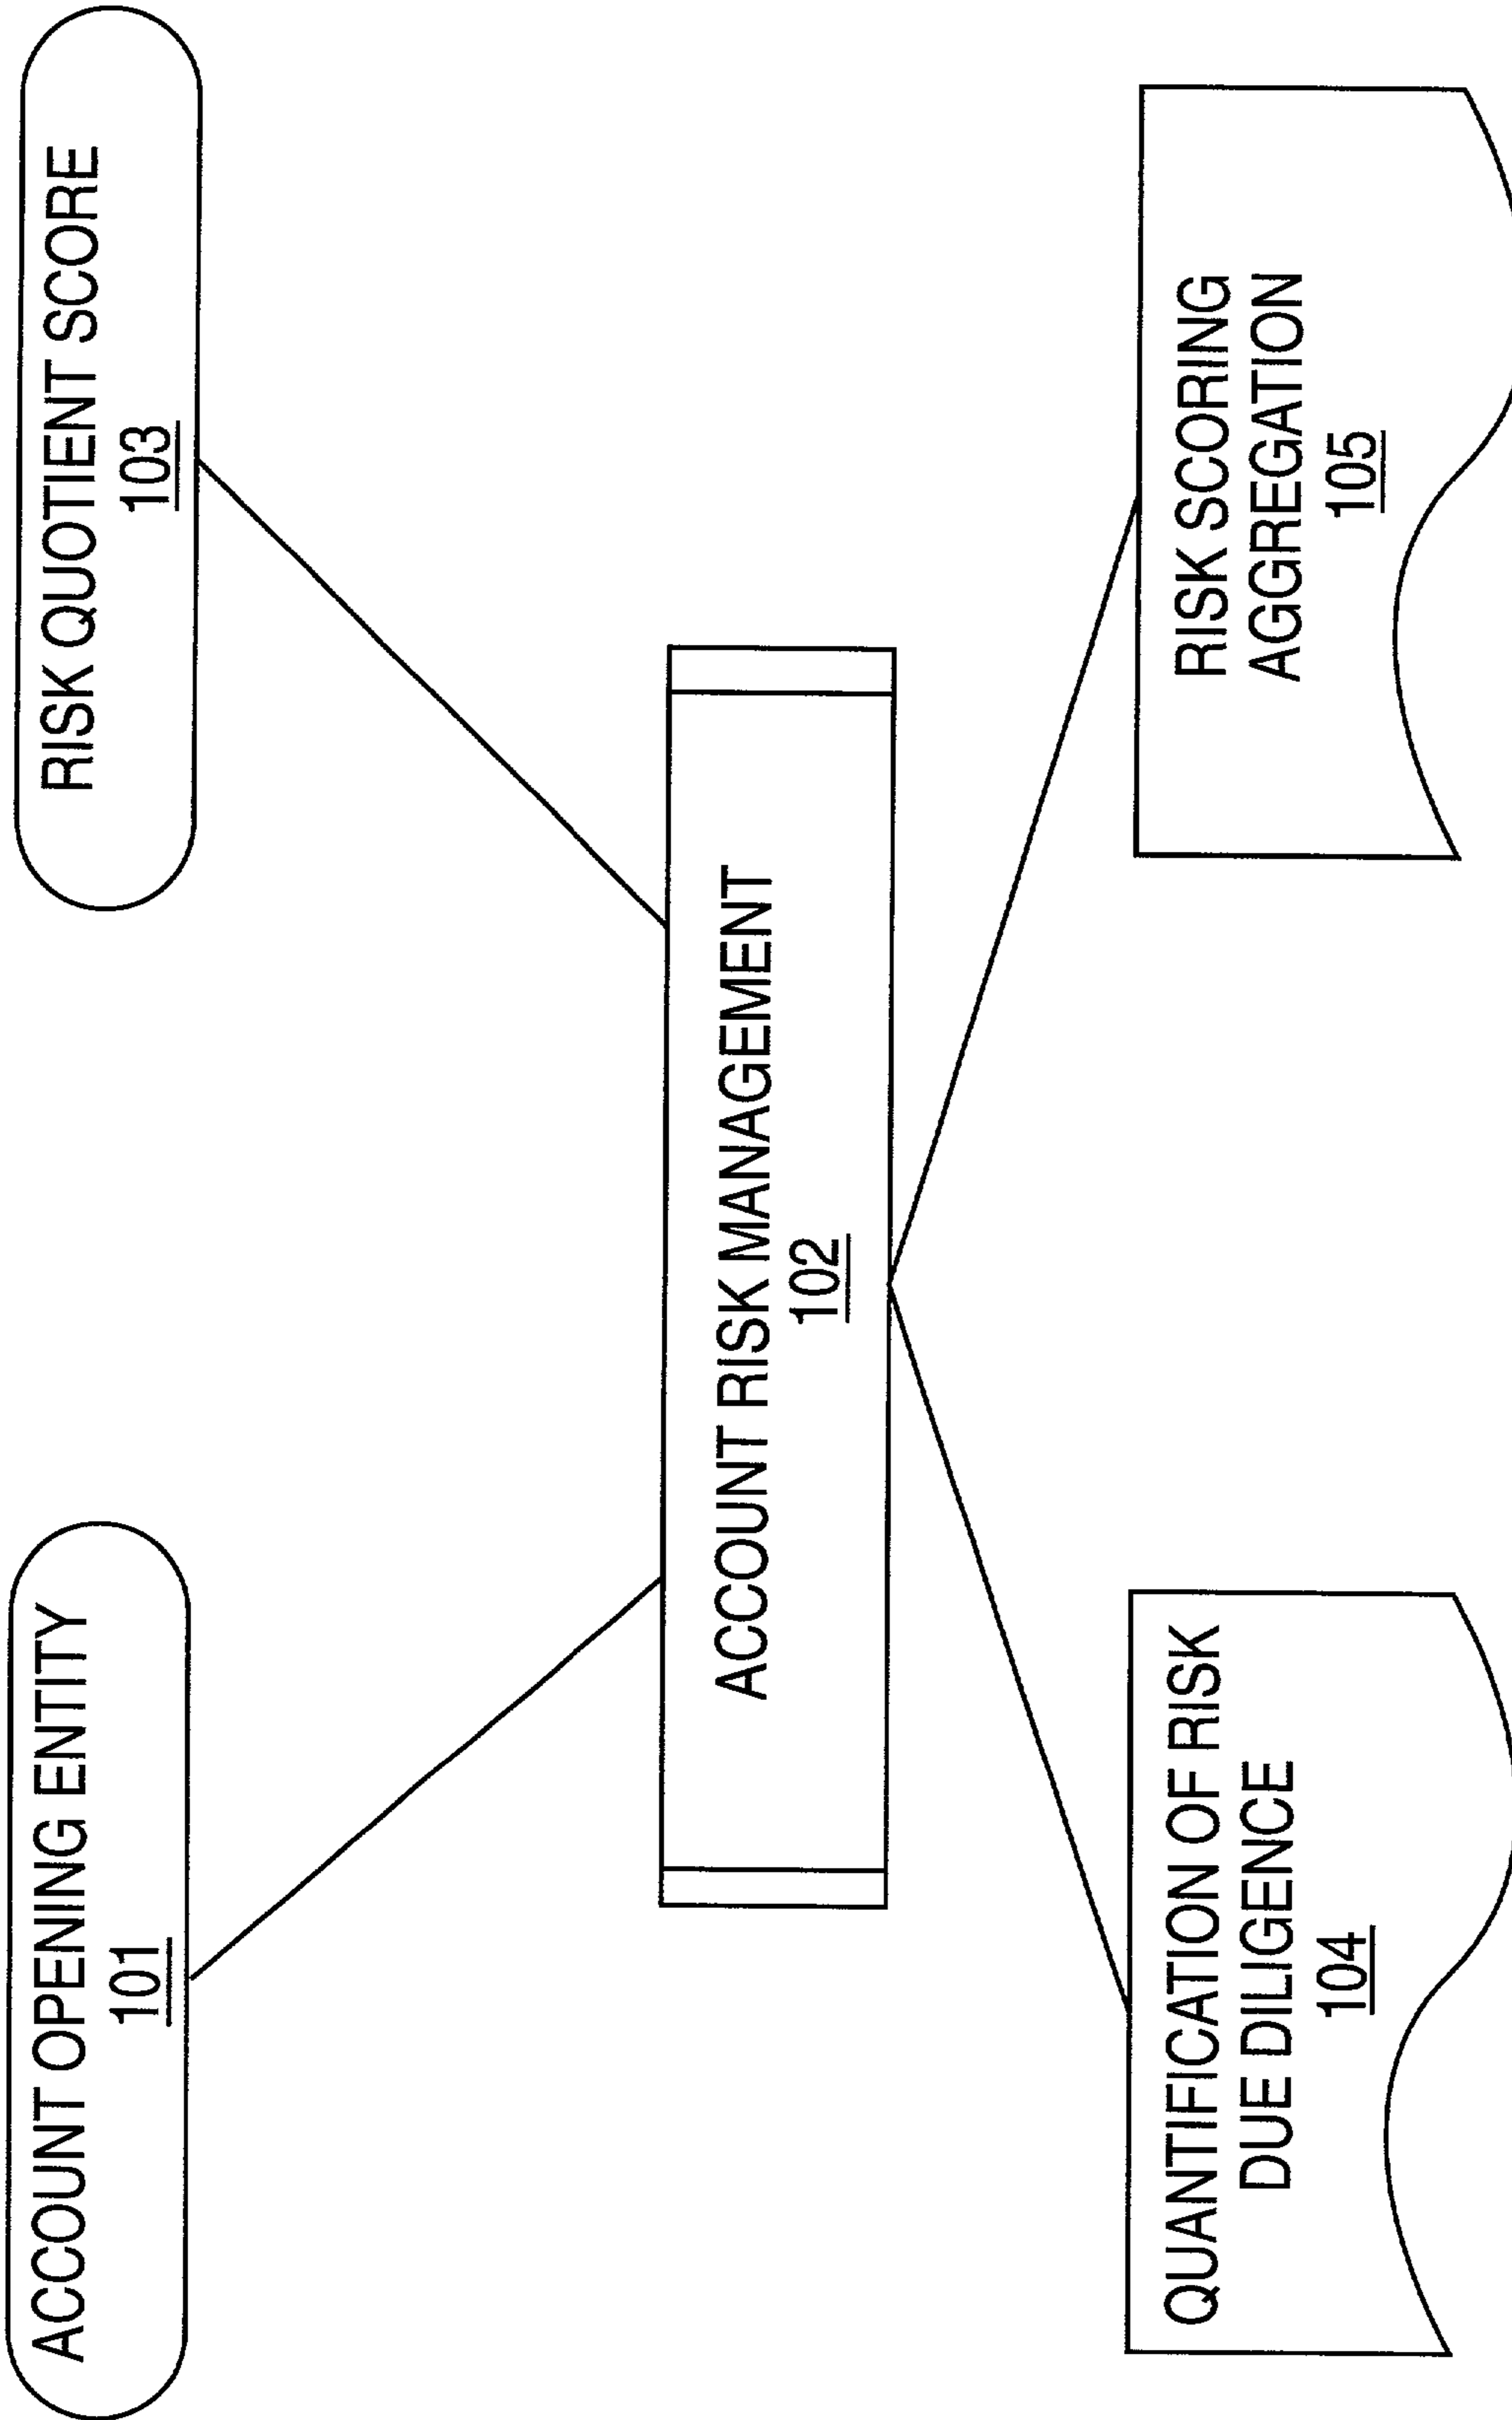 ACCOUNT OPENING ENTITY
101
RISK QUOTIENT SCORE
103
ACCOUNT RISK MANAGEMENT
102
QUANTIFICATION OF RISK
DUE DILIGENCE
104
RISK SCORING
AGGREGATION
105